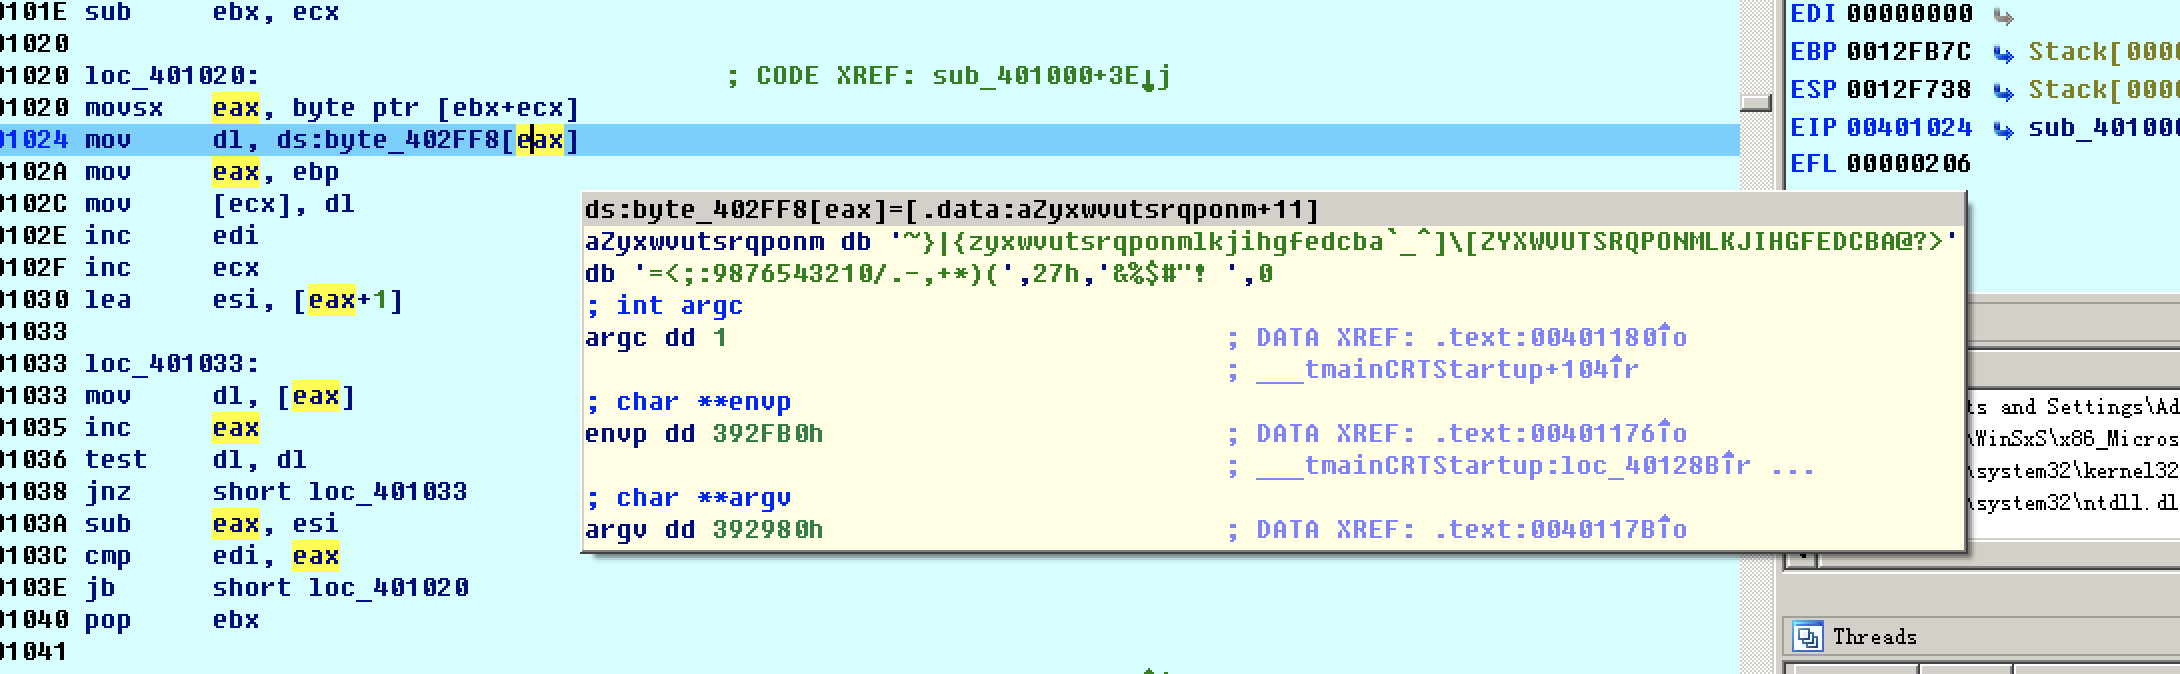 0101E sub ebx, ecx
01020
01020 loc_401020: ; CODE XREF: sub_401000+3E↓j
01020 movsx eax, byte ptr [ebx+ecx]
01024 mov dl, ds:byte_402FF8[eax]
0102A mov eax, ebp
0102C mov [ecx], dl
0102E inc edi
0102F inc ecx
01030 lea esi, [eax+1]
01033
01033 loc_401033:
01033 mov dl, [eax]
01035 inc eax
01036 test dl, dl
01038 jnz short loc_401033
0103A sub eax, esi
0103C cmp edi, eax
0103E jb short loc_401020
01040 pop ebx
01041
ds:byte_402FF8[eax]=[.data:aZyxwvutsrqponm+11]
aZyxwvutsrqponm db '~}|{zyxwvutsrqponmlkjihgfedcba`_^]\[ZYXWVUTSRQPONMLKJIHGFEDCBA@?>'
db '=<;:9876543210/.-,+*)(',27h,'&%$#"! ',0
; int argc
argc dd 1 ; DATA XREF: .text:00401180↑o
; ___tmainCRTStartup+104↑r
; char **envp
envp dd 392FB0h ; DATA XREF: .text:00401176↑o
; ___tmainCRTStartup:loc_40128B↑r ...
; char **argv
argv dd 392980h ; DATA XREF: .text:0040117B↑o
EDI 00000000
EBP 0012FB7C Stack[0000
ESP 0012F738 Stack[0000
EIP 00401024 sub_401000
EFL 00000206
ts and Settings\Ad
\WinSxS\x86_Micros
\system32\kernel32
\system32\ntdll.dl
Threads